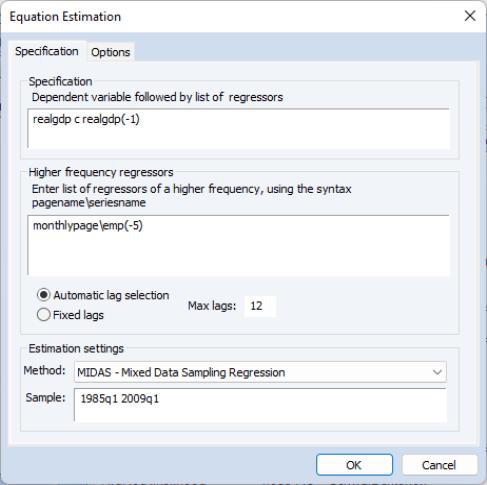 Equation Estimation
Specification
Options
Specification
Dependent variable followed by list of regressors
realgdp c realgdp(-1)
Higher frequency regressors
Enter list of regressors of a higher frequency, using the syntax
pagename\seriesname
monthlypage\emp(-5)
Automatic lag selection
Max lags: 12
Fixed lags
Estimation settings
Method: MIDAS - Mixed Data Sampling Regression
Sample: 1985q1 2009q1
OK
Cancel